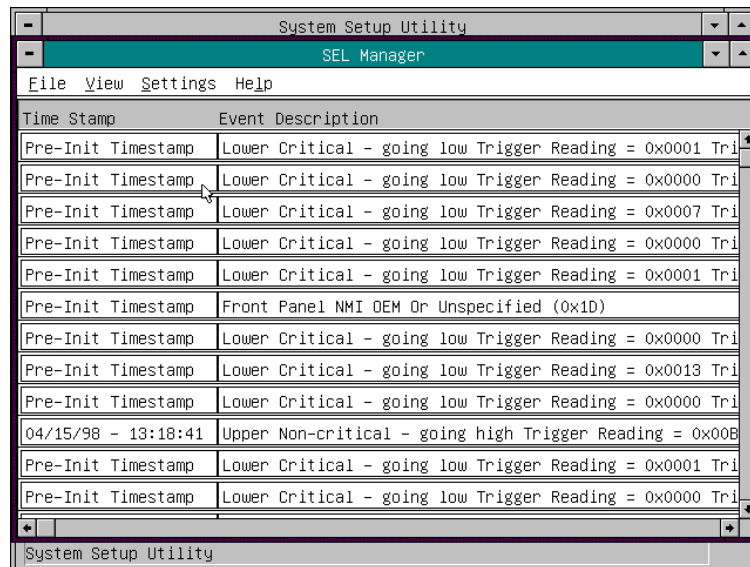 System Setup Utility
SEL Manager
File View Settings Help
Time Stamp Event Description
Pre-Init Timestamp Lower Critical - going low Trigger Reading = 0x0001 Tri
Pre-Init Timestamp Lower Critical - going low Trigger Reading = 0x0000 Tri
Pre-Init Timestamp Lower Critical - going low Trigger Reading = 0x0007 Tri
Pre-Init Timestamp Lower Critical - going low Trigger Reading = 0x0000 Tri
Pre-Init Timestamp Lower Critical - going low Trigger Reading = 0x0001 Tri
Pre-Init Timestamp Front Panel NMI OEM Or Unspecified (0x1D)
Pre-Init Timestamp Lower Critical - going low Trigger Reading = 0x0000 Tri
Pre-Init Timestamp Lower Critical - going low Trigger Reading = 0x0013 Tri
Pre-Init Timestamp Lower Critical - going low Trigger Reading = 0x0000 Tri
04/15/98 - 13:18:41 Upper Non-critical - going high Trigger Reading = 0x00B
Pre-Init Timestamp Lower Critical - going low Trigger Reading = 0x0001 Tri
Pre-Init Timestamp Lower Critical - going low Trigger Reading = 0x0000 Tri
System Setup Utility